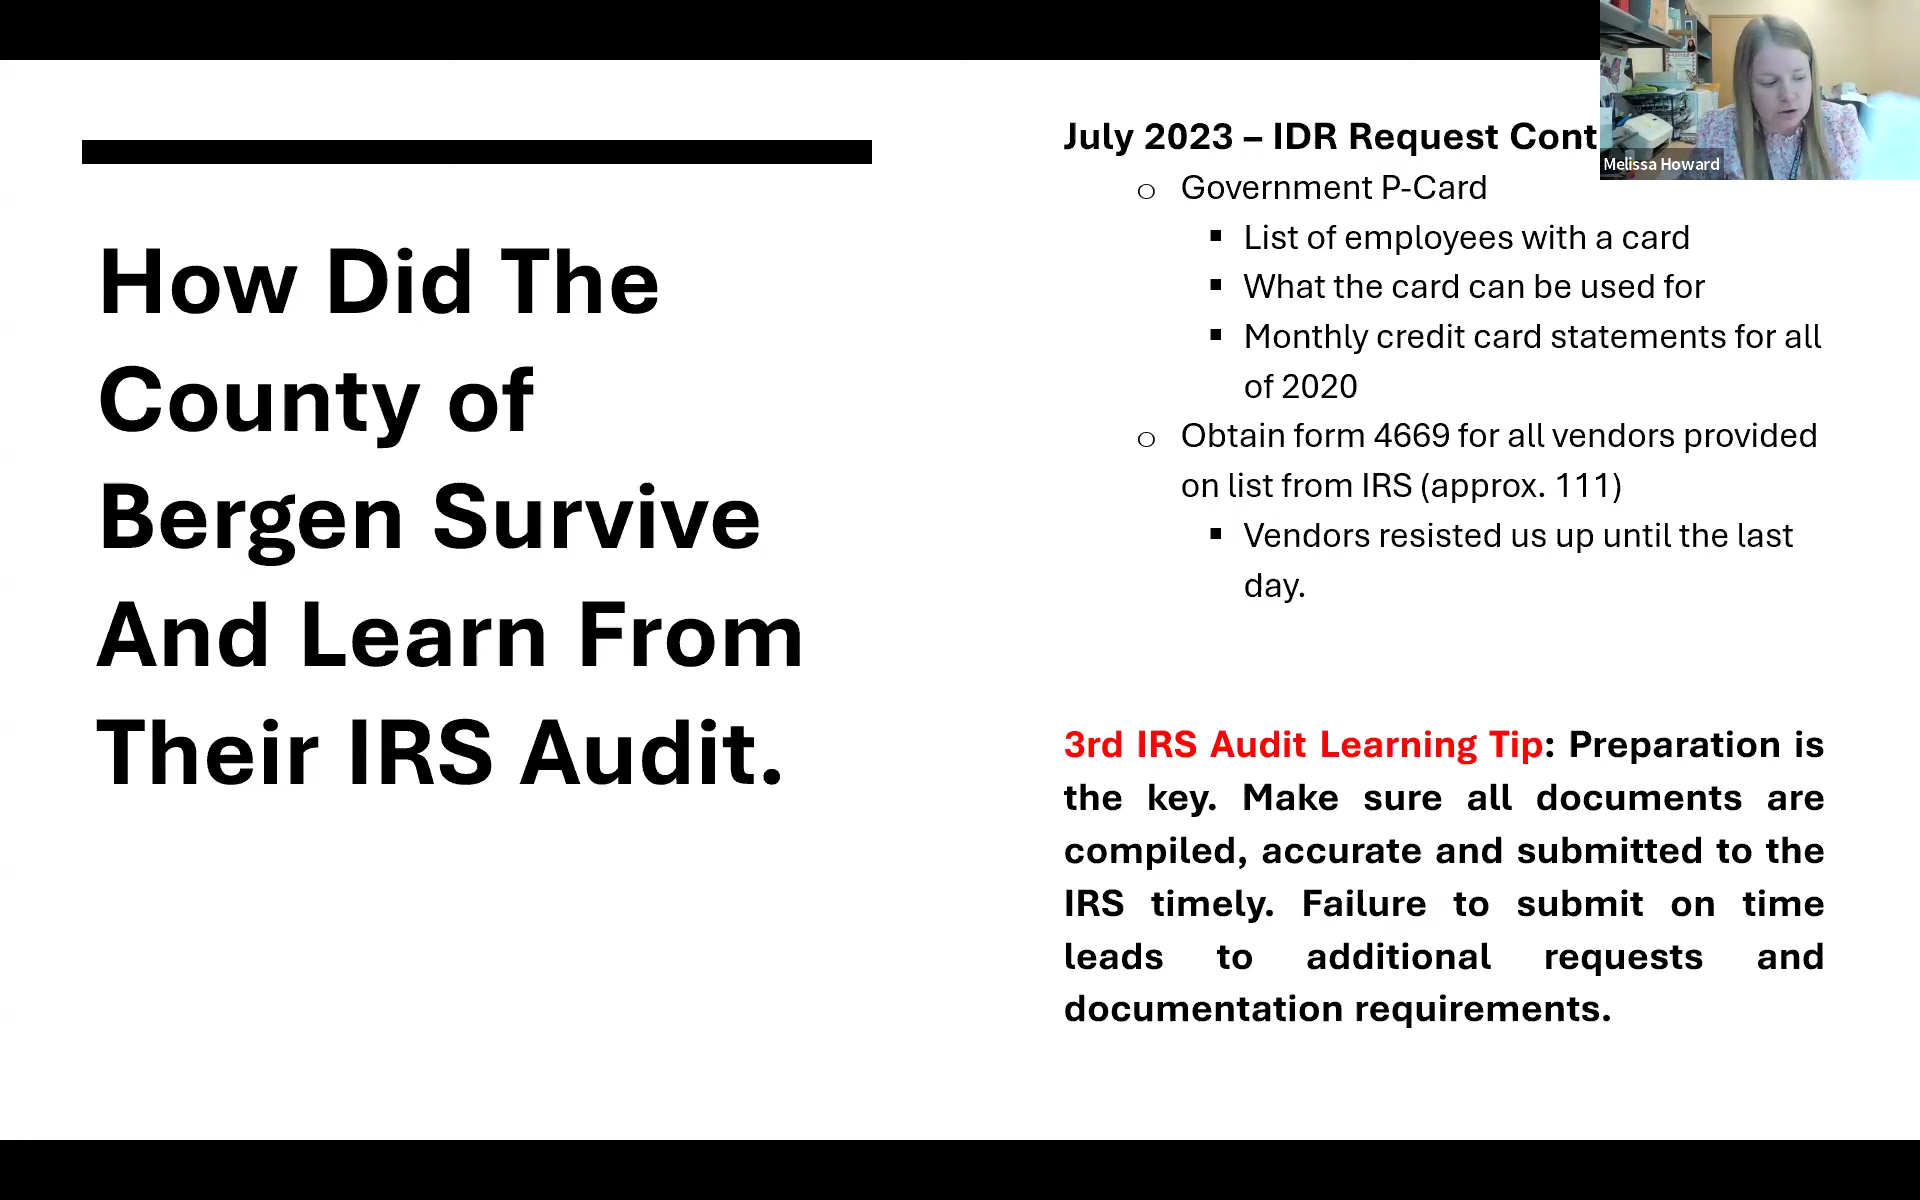 How Did The
County of
Bergen Survive
And Learn From
Their IRS Audit.
July 2023 – IDR Request Cont
o Government P-Card
▪ List of employees with a card
▪ What the card can be used for
▪ Monthly credit card statements for all
of 2020
o Obtain form 4669 for all vendors provided
on list from IRS (approx. 111)
▪ Vendors resisted us up until the last
day.
3rd IRS Audit Learning Tip: Preparation is
the key. Make sure all documents are
compiled, accurate and submitted to the
IRS timely. Failure to submit on time
leads to additional requests and
documentation requirements.
Melissa Howard